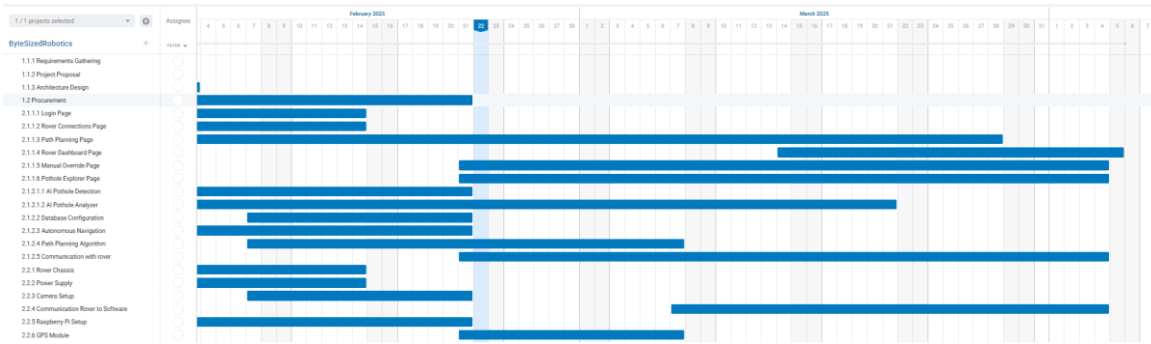 February 2025 March 2025
1 / 1 projects selected Assignee
4 5 6 7 8 9 10 11 12 13 14 15 16 17 18 19 20 21 22 23 24 25 26 27 28 1 2 3 4 5 6 7 8 9 10 11 12 13 14 15 16 17 18 19 20 21 22 23 24 25 26 27 28 29 30 31 1 2 3 4 5 6 7
ByteSizedRobotics + FILTER
1.1.1 Requirements Gathering
1.1.2 Project Proposal
1.1.3 Architecture Design
1.2 Procurement
2.1.1.1 Login Page
2.1.1.2 Rover Connections Page
2.1.1.3 Path Planning Page
2.1.1.4 Rover Dashboard Page
2.1.1.5 Manual Override Page
2.1.1.6 Pothole Explorer Page
2.1.2.1.1 AI Pothole Detection
2.1.2.1.2 AI Pothole Analyzer
2.1.2.2 Database Configuration
2.1.2.3 Autonomous Navigation
2.1.2.4 Path Planning Algorithm
2.1.2.5 Communication with rover
2.2.1 Rover Chassis
2.2.2 Power Supply
2.2.3 Camera Setup
2.2.4 Communication Rover to Software
2.2.5 Raspberry Pi Setup
2.2.6 GPS Module